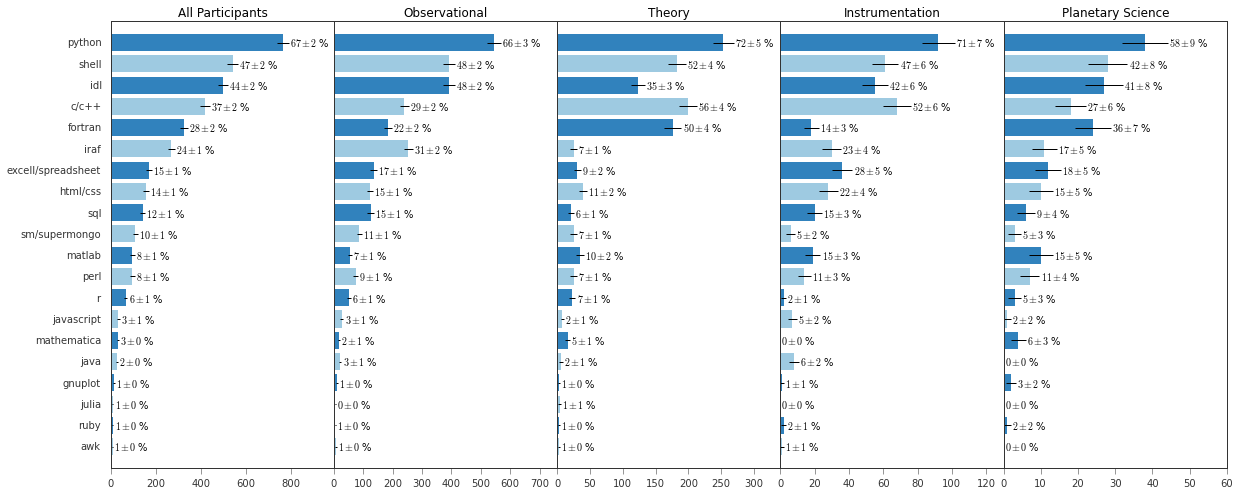 All Participants Observational Theory Instrumentation Planetary Science
python 67±2 % 66±3 % 72±5 % 71±7 % 58±9 %
shell 47±2 % 48±2 % 52±4 % 47±6 % 42±8 %
idl 44±2 % 48±2 % 35±3 % 42±6 % 41±8 %
c/c++ 37±2 % 29±2 % 56±4 % 52±6 % 27±6 %
fortran 28±2 % 22±2 % 50±4 % 14±3 % 36±7 %
iraf 24±1 % 31±2 % 7±1 % 23±4 % 17±5 %
excell/spreadsheet 15±1 % 17±1 % 9±2 % 28±5 % 18±5 %
html/css 14±1 % 15±1 % 11±2 % 22±4 % 15±5 %
sql 12±1 % 15±1 % 6±1 % 15±3 % 9±4 %
sm/supermongo 10±1 % 11±1 % 7±1 % 5±2 % 5±3 %
matlab 8±1 % 7±1 % 10±2 % 15±3 % 15±5 %
perl 8±1 % 9±1 % 7±1 % 11±3 % 11±4 %
r 6±1 % 6±1 % 7±1 % 2±1 % 5±3 %
javascript 3±1 % 3±1 % 2±1 % 5±2 % 2±2 %
mathematica 3±0 % 2±1 % 5±1 % 0±0 % 6±3 %
java 2±0 % 3±1 % 2±1 % 6±2 % 0±0 %
gnuplot 1±0 % 1±0 % 1±0 % 1±1 % 3±2 %
julia 1±0 % 0±0 % 1±1 % 0±0 % 0±0 %
ruby 1±0 % 1±0 % 1±0 % 2±1 % 2±2 %
awk 1±0 % 1±0 % 1±0 % 1±1 % 0±0 %
0 200 400 600 800 0 100 200 300 400 500 600 700 0 50 100 150 200 250 300 0 20 40 60 80 100 120 0 10 20 30 40 50 60